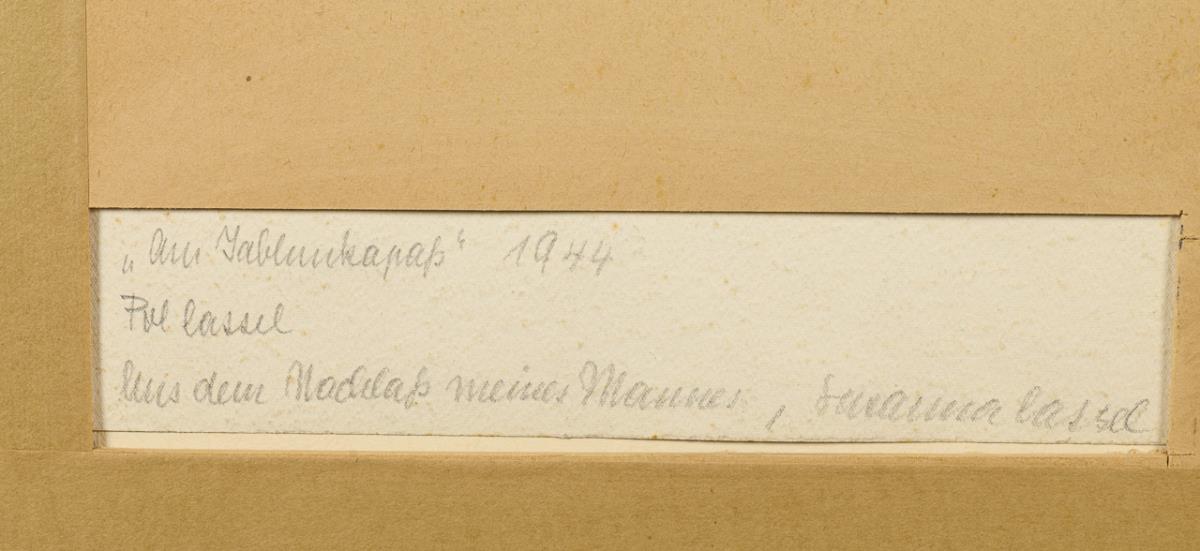 „Am Jablunkapaß“ 1944
Pol Cassel
Aus dem Nachlaß meines Mannes, Susanna Cassel